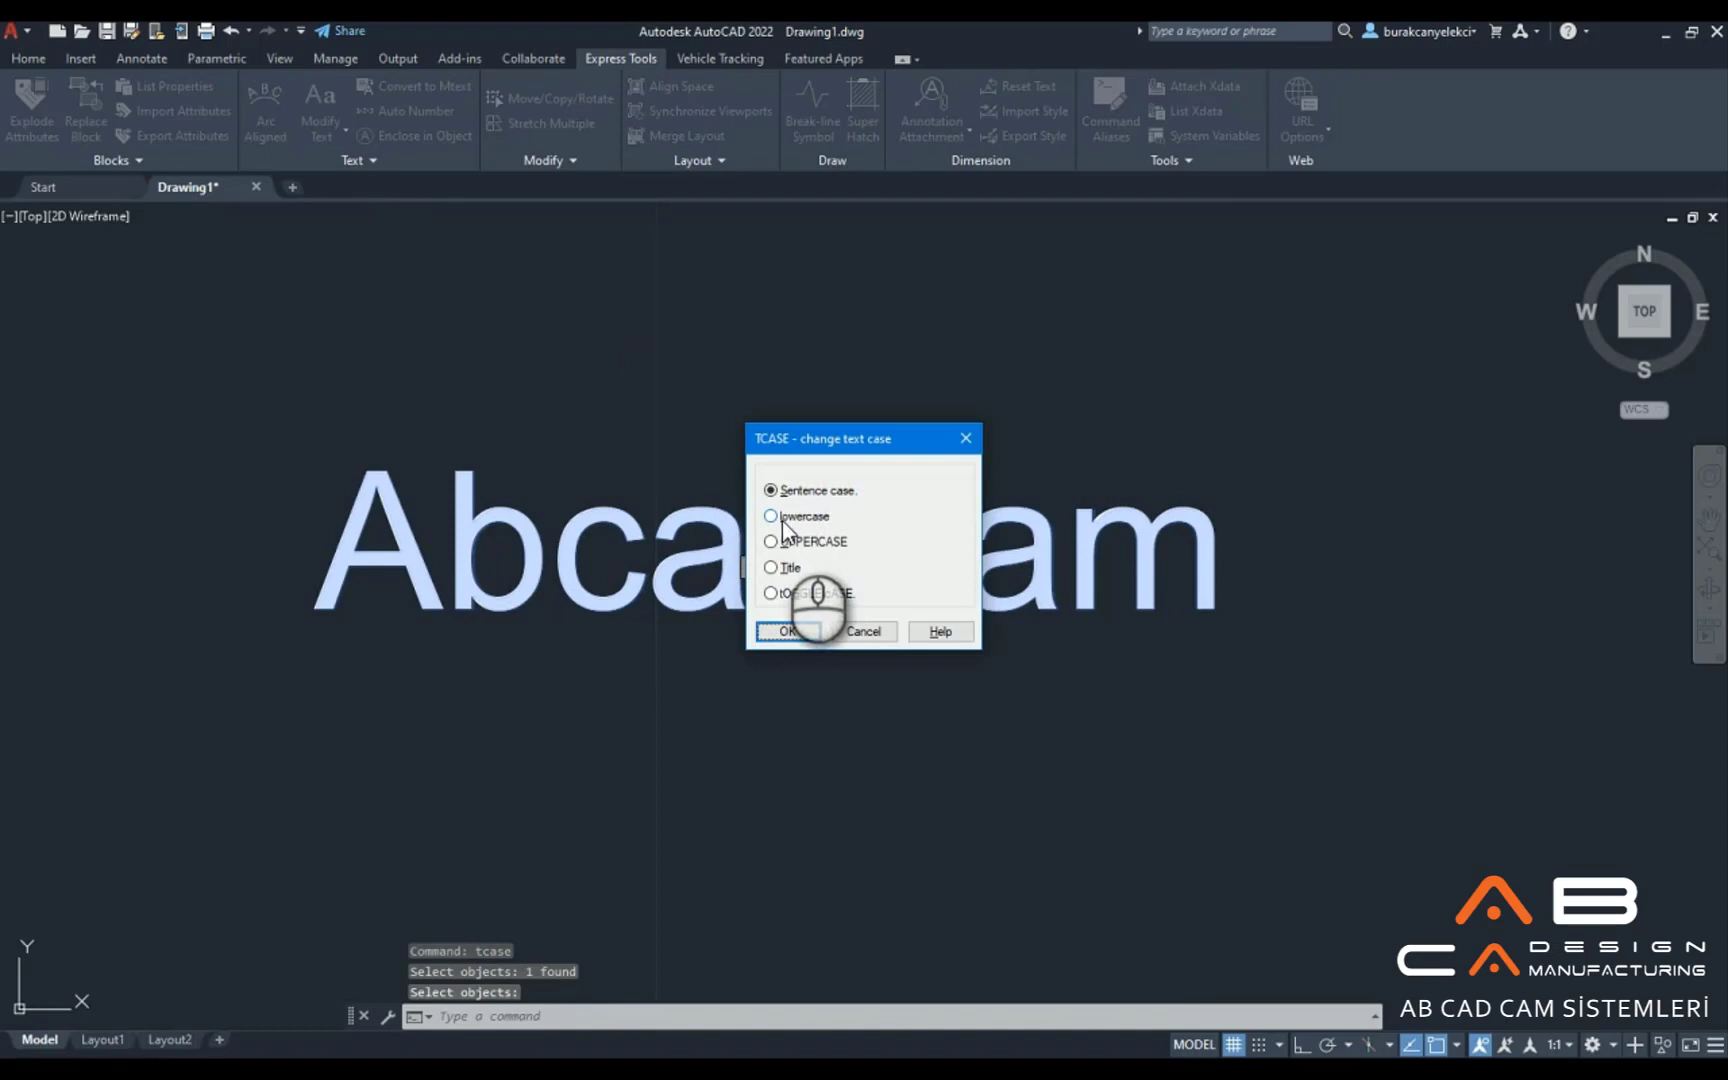 Share
Autodesk AutoCAD 2022 Drawing1.dwg
Type a keyword or phrase
burakcanyelekci
Home Insert Annotate Parametric View Manage Output Add-ins Collaborate Express Tools Vehicle Tracking Featured Apps
Explode Attributes
Replace Block
List Properties
Import Attributes
Export Attributes
Blocks
Arc Aligned
Modify Text
Convert to Mtext
Auto Number
Enclose in Object
Text
Move/Copy/Rotate
Stretch Multiple
Modify
Align Space
Synchronize Viewports
Merge Layout
Layout
Break-line Symbol
Super Hatch
Draw
Annotation Attachment
Reset Text
Import Style
Export Style
Dimension
Command Aliases
Attach Xdata
List Xdata
System Variables
Tools
URL Options
Web
Start
Drawing1*
[−][Top][2D Wireframe]
N
W TOP E
S
WCS
TCASE - change text case
Sentence case.
lowercase
UPPERCASE
Title
OK Cancel Help
Abca am
Y
X
Command: tcase
Select objects: 1 found
Select objects:
Type a command
Model Layout1 Layout2
MODEL
1:1
AB
CA DESIGN
MANUFACTURING
AB CAD CAM SİSTEMLERİ